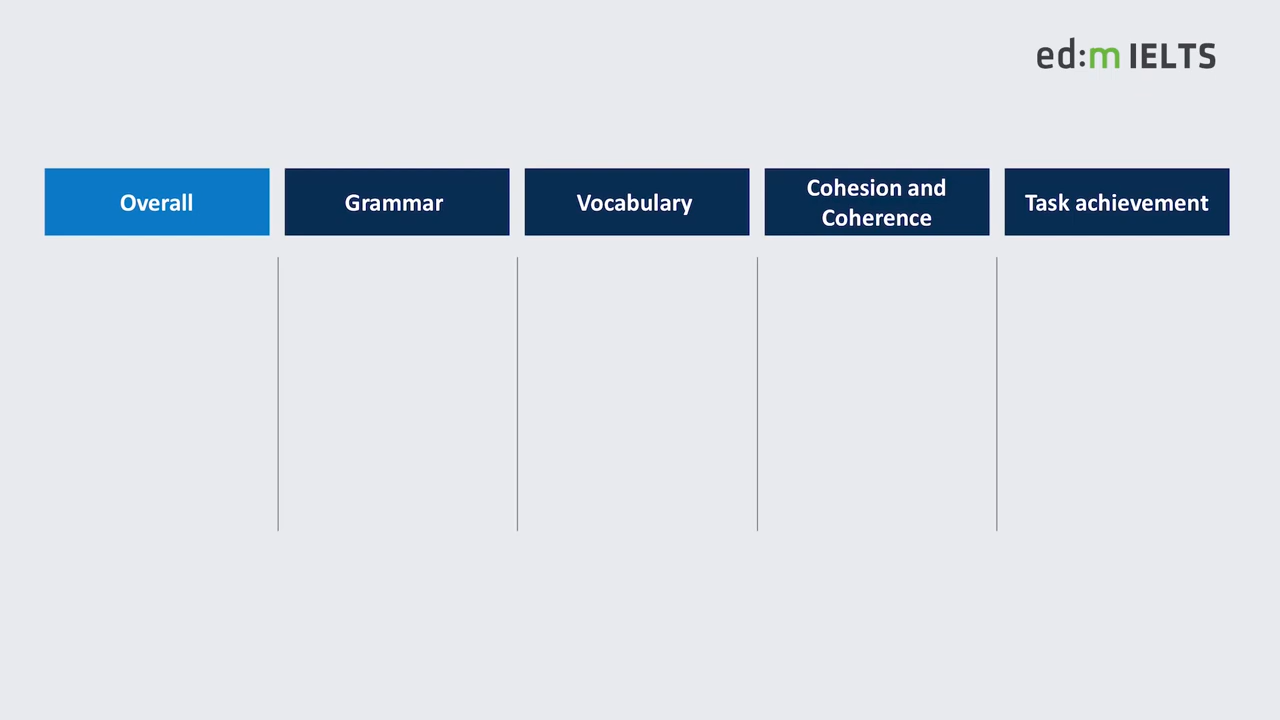 ed:m IELTS
Overall
Grammar
Vocabulary
Cohesion and
Coherence
Task achievement